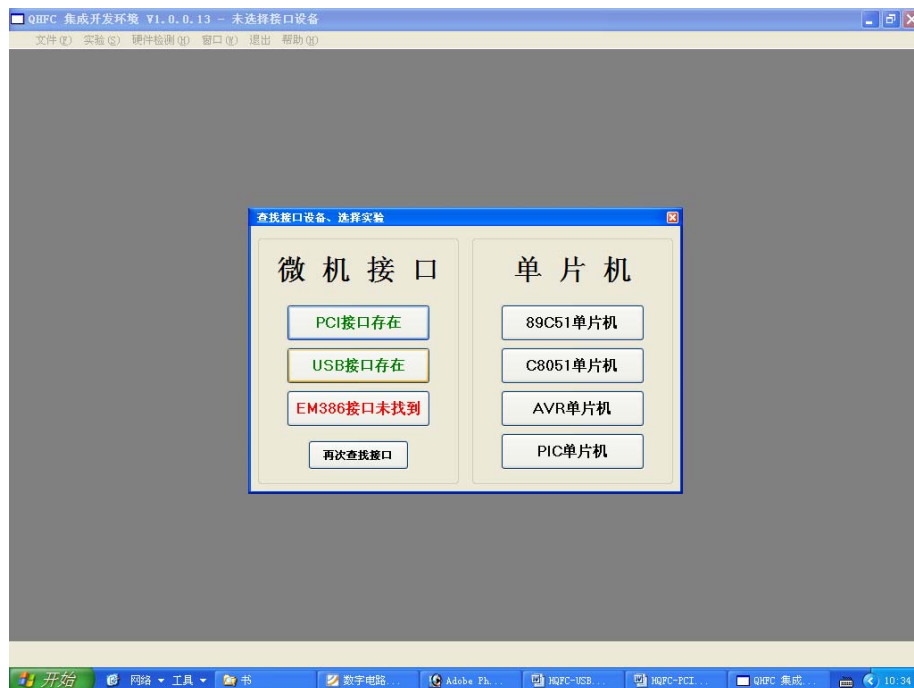 QHFC 集成开发环境 V1.0.0.13 - 未选择接口设备
文件(F) 实验(S) 硬件检测(H) 窗口(W) 退出 帮助(H)
查找接口设备、选择实验
微机接口
单片机
PCI接口存在
89C51单片机
USB接口存在
C8051单片机
EM386接口未找到
AVR单片机
再次查找接口
PIC单片机
开始 网络 工具 书 数字电路... Adobe Ph... HQFC-USB... HQFC-PCI... QHFC 集成... 10:34